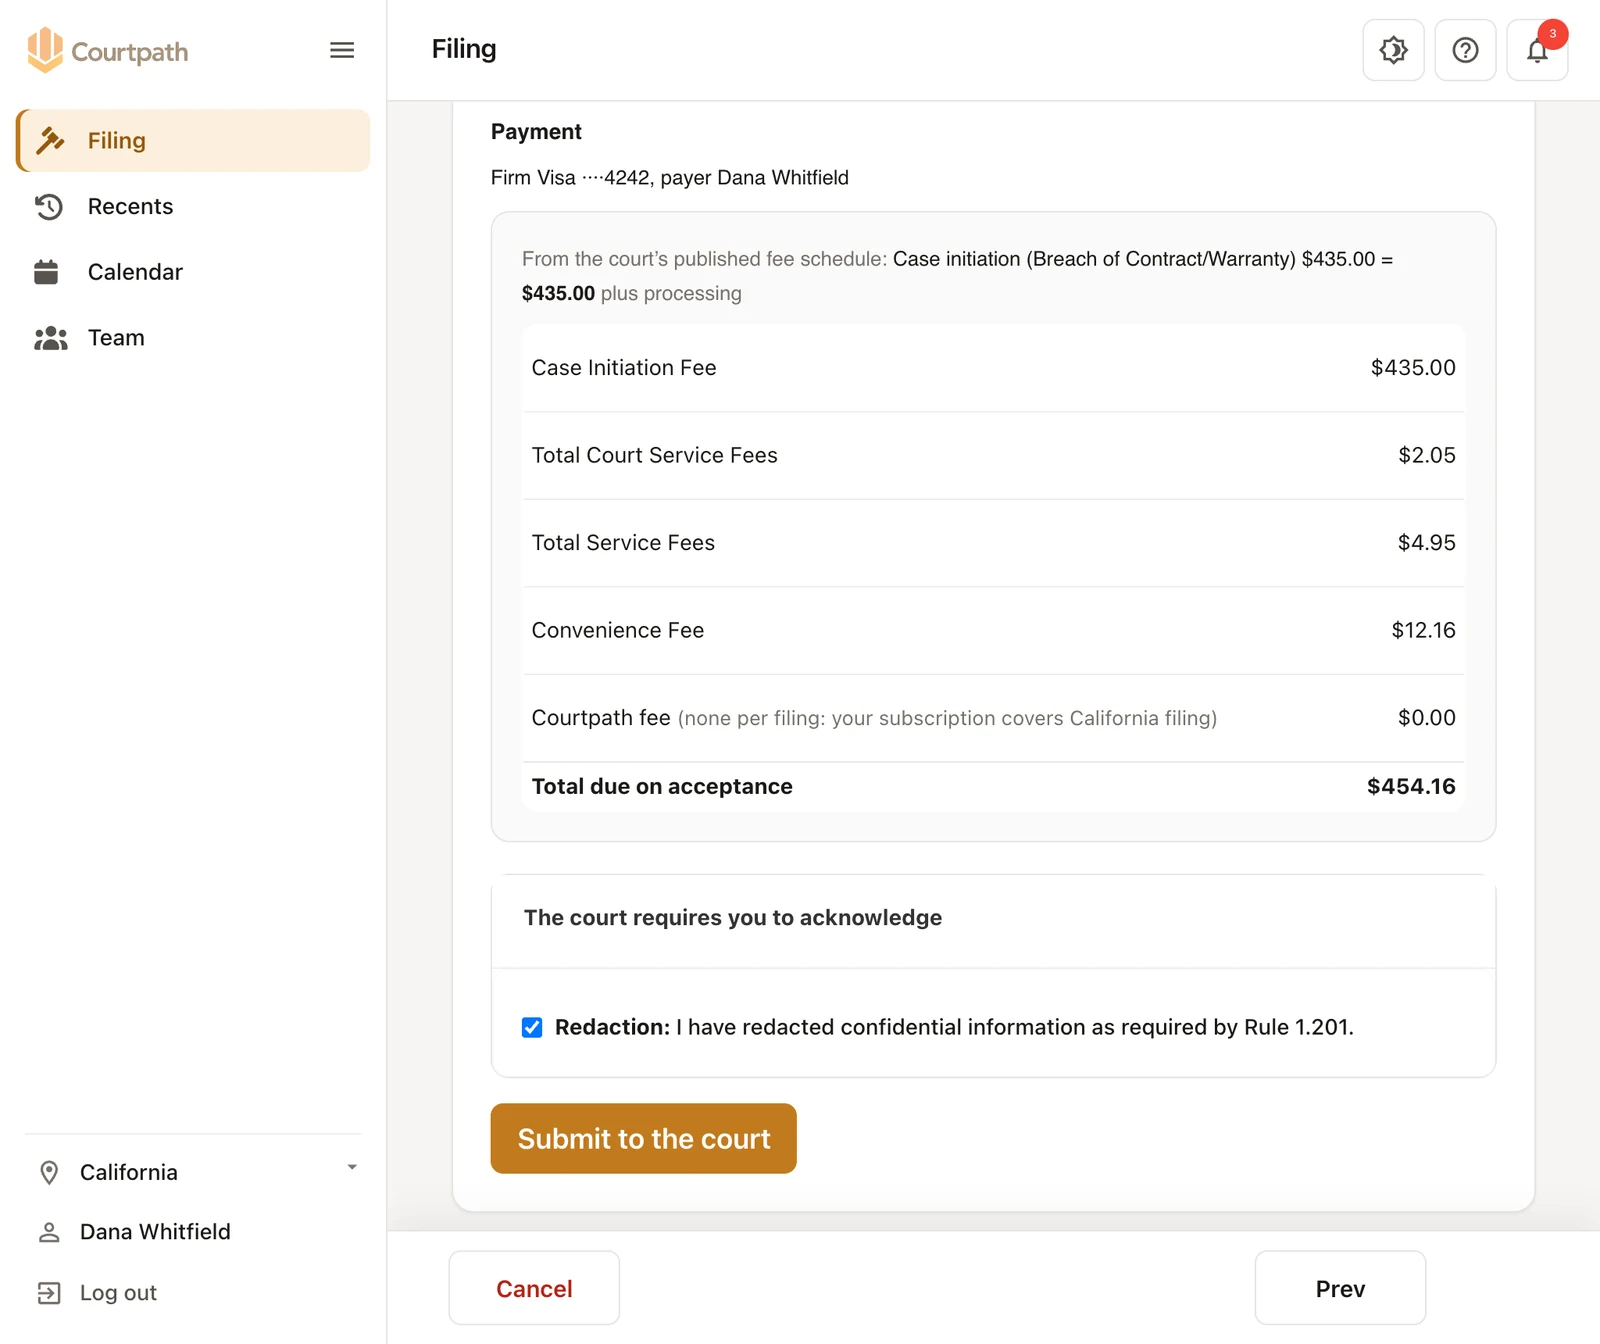 Courtpath
Filing
Recents
Calendar
Team
California
Dana Whitfield
Log out
Filing
3
Payment
Firm Visa ····4242, payer Dana Whitfield
From the court’s published fee schedule: Case initiation (Breach of Contract/Warranty) $435.00 =
$435.00 plus processing
Case Initiation Fee $435.00
Total Court Service Fees $2.05
Total Service Fees $4.95
Convenience Fee $12.16
Courtpath fee (none per filing: your subscription covers California filing) $0.00
Total due on acceptance $454.16
The court requires you to acknowledge
Redaction: I have redacted confidential information as required by Rule 1.201.
Submit to the court
Cancel
Prev